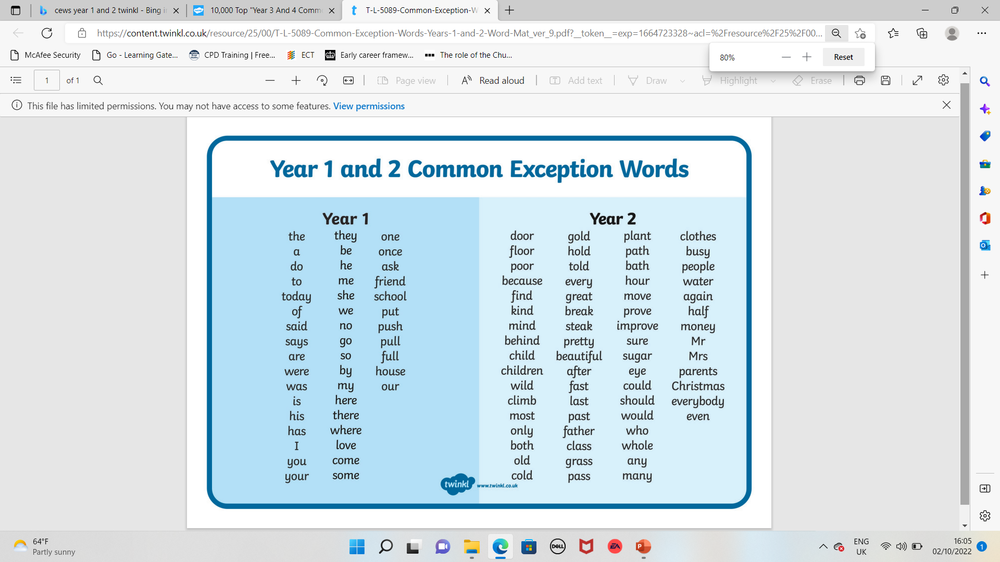 cews year 1 and 2 twinkl - Bing i
10,000 Top "Year 3 And 4 Comm
T-L-5089-Common-Exception-W
https://content.twinkl.co.uk/resource/25/00/T-L-5089-Common-Exception-Words-Years-1-and-2-Word-Mat_ver_9.pdf?__token__=exp=1664723328~acl=%2Fresource%2F25%2F00...
McAfee Security Go - Learning Gate... CPD Training | Free... ECT Early career framew... The role of the Chu...
80% Reset
1 of 1 Page view Read aloud Add text Draw Highlight Erase
This file has limited permissions. You may not have access to some features. View permissions
Year 1 and 2 Common Exception Words
Year 1
the they one
a be once
do he ask
to me friend
today she school
of we put
said no push
says go pull
are so full
were by house
was my our
is here
his there
has where
I love
you come
your some
Year 2
door gold plant clothes
floor hold path busy
poor told bath people
because every hour water
find great move again
kind break prove half
mind steak improve money
behind pretty sure Mr
child beautiful sugar Mrs
children after eye parents
wild fast could Christmas
climb last should everybody
most past would even
only father who
both class whole
old grass any
cold pass many
twinkl www.twinkl.co.uk
64°F
Partly sunny
DELL
EA
ENG
UK
16:05
02/10/2022
1